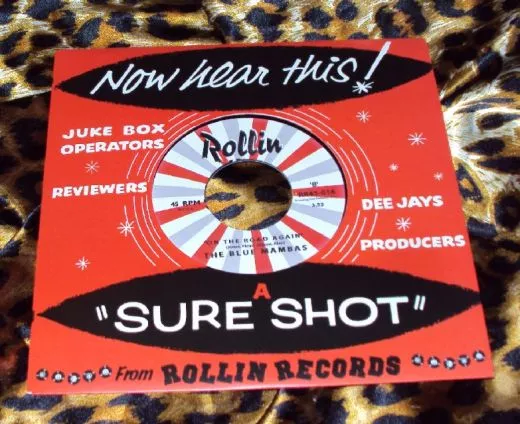 Now hear this!
JUKE BOX
OPERATORS
REVIEWERS
DEE JAYS
PRODUCERS
Rollin
45 RPM
"B"
"ON THE ROAD AGAIN"
THE BLUE MAMBAS
A
"SURE SHOT"
From ROLLIN RECORDS